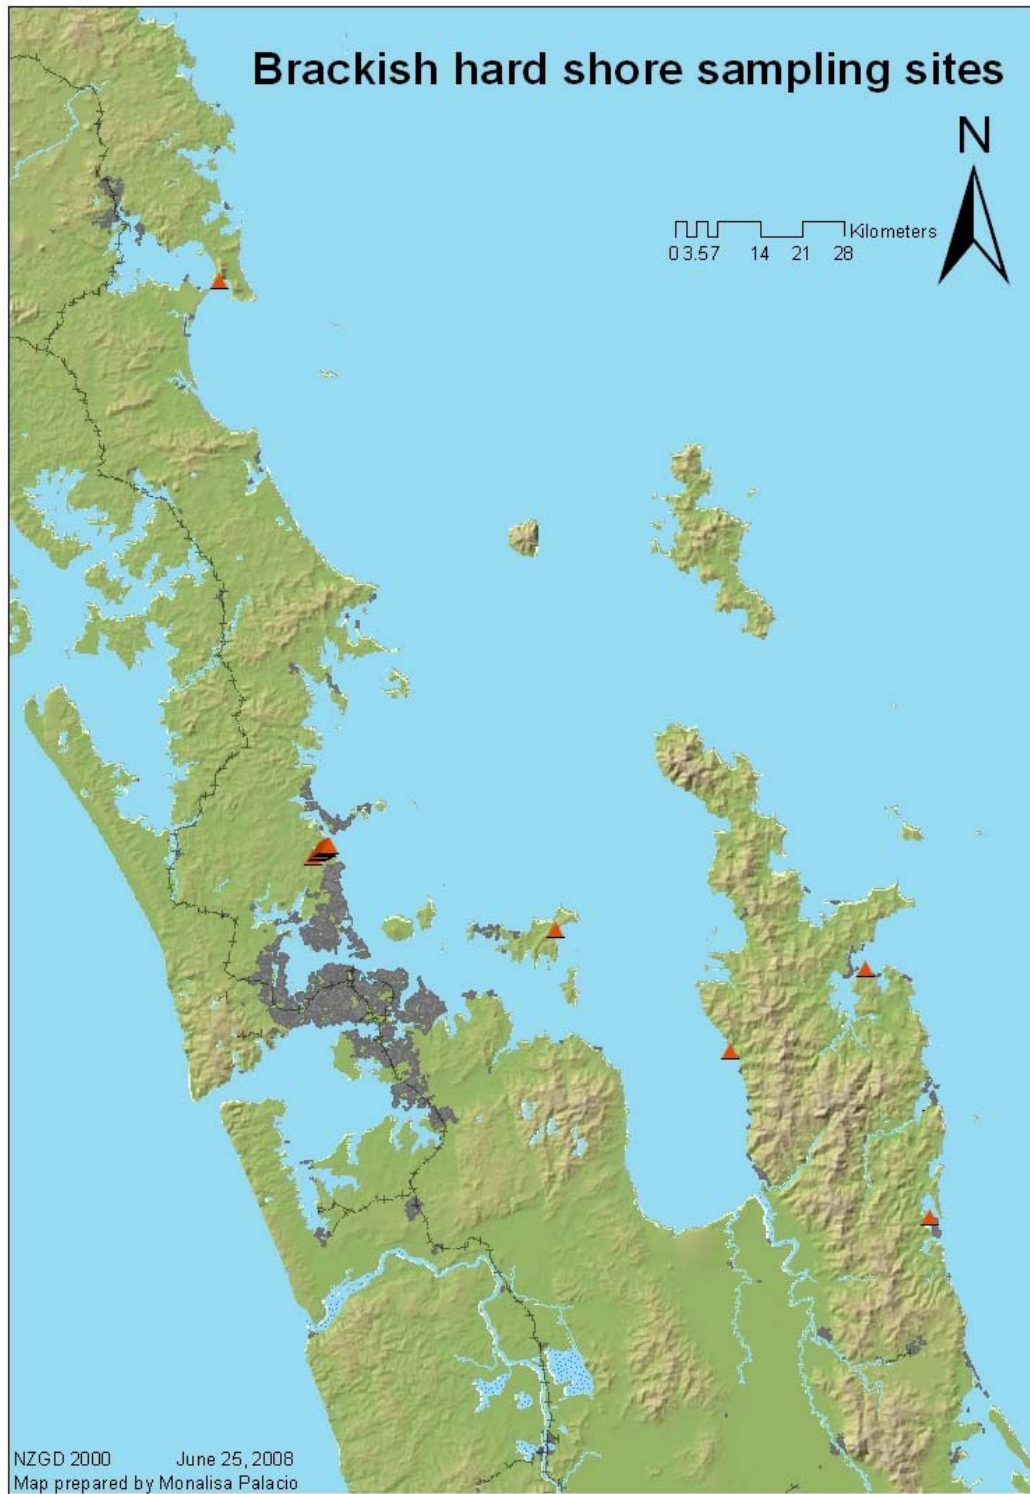 Brackish hard shore sampling sites
N
Kilometers
0 3.5 7 14 21 28
NZGD 2000 June 25, 2008
Map prepared by Monalisa Palacio